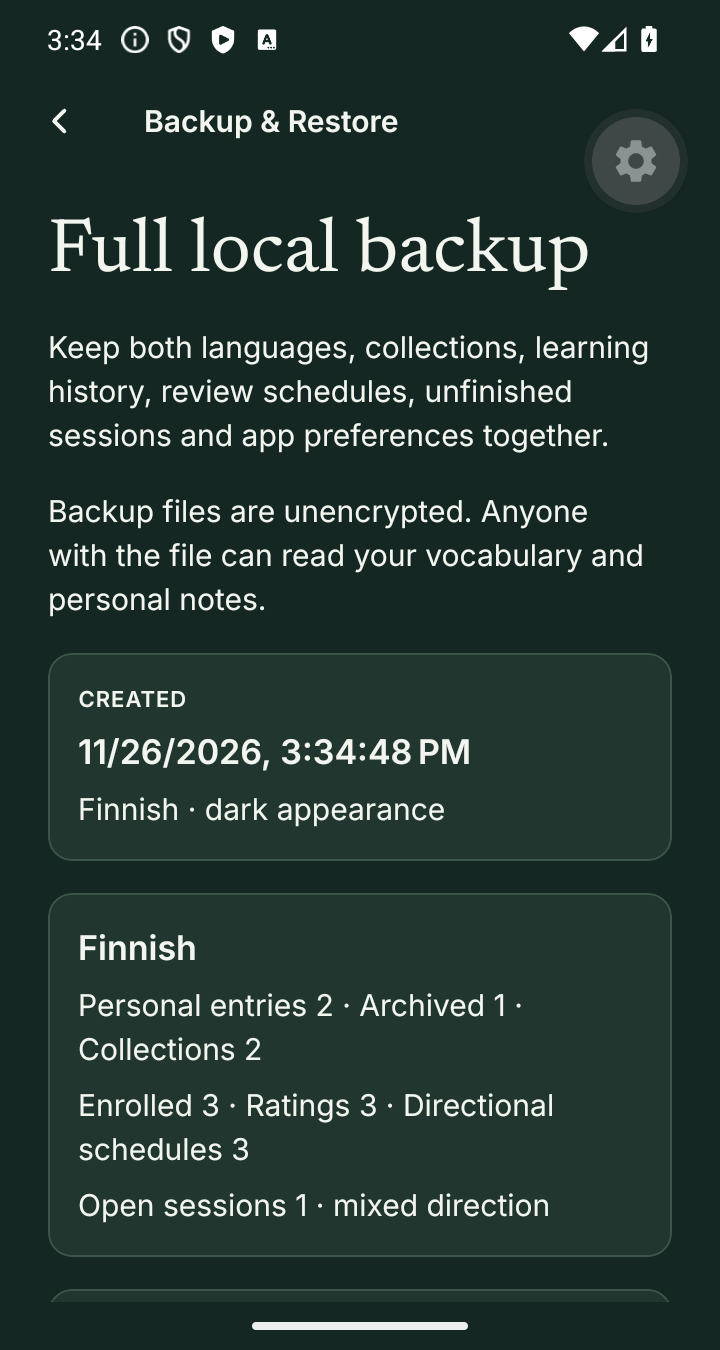 3:34
Backup & Restore
Full local backup
Keep both languages, collections, learning
history, review schedules, unfinished
sessions and app preferences together.
Backup files are unencrypted. Anyone
with the file can read your vocabulary and
personal notes.
CREATED
11/26/2026, 3:34:48 PM
Finnish · dark appearance
Finnish
Personal entries 2 · Archived 1 ·
Collections 2
Enrolled 3 · Ratings 3 · Directional
schedules 3
Open sessions 1 · mixed direction